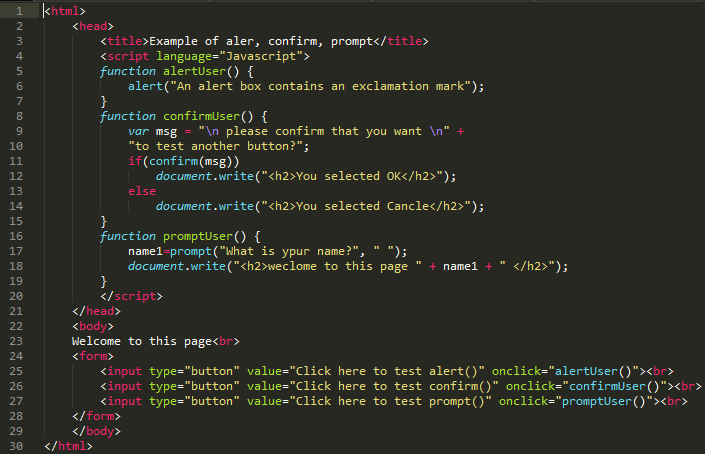 1 <html>
2 <head>
3 <title>Example of aler, confirm, prompt</title>
4 <script language="Javascript">
5 function alertUser() {
6 alert("An alert box contains an exclamation mark");
7 }
8 function confirmUser() {
9 var msg = "\n please confirm that you want \n" +
10 "to test another button?";
11 if(confirm(msg))
12 document.write("<h2>You selected OK</h2>");
13 else
14 document.write("<h2>You selected Cancle</h2>");
15 }
16 function promptUser() {
17 name1=prompt("What is ypur name?", " ");
18 document.write("<h2>weclome to this page " + name1 + " </h2>");
19 }
20 </script>
21 </head>
22 <body>
23 Welcome to this page<br>
24 <form>
25 <input type="button" value="Click here to test alert()" onclick="alertUser()"><br>
26 <input type="button" value="Click here to test confirm()" onclick="confirmUser()"><br>
27 <input type="button" value="Click here to test prompt()" onclick="promptUser()"><br>
28 </form>
29 </body>
30 </html>